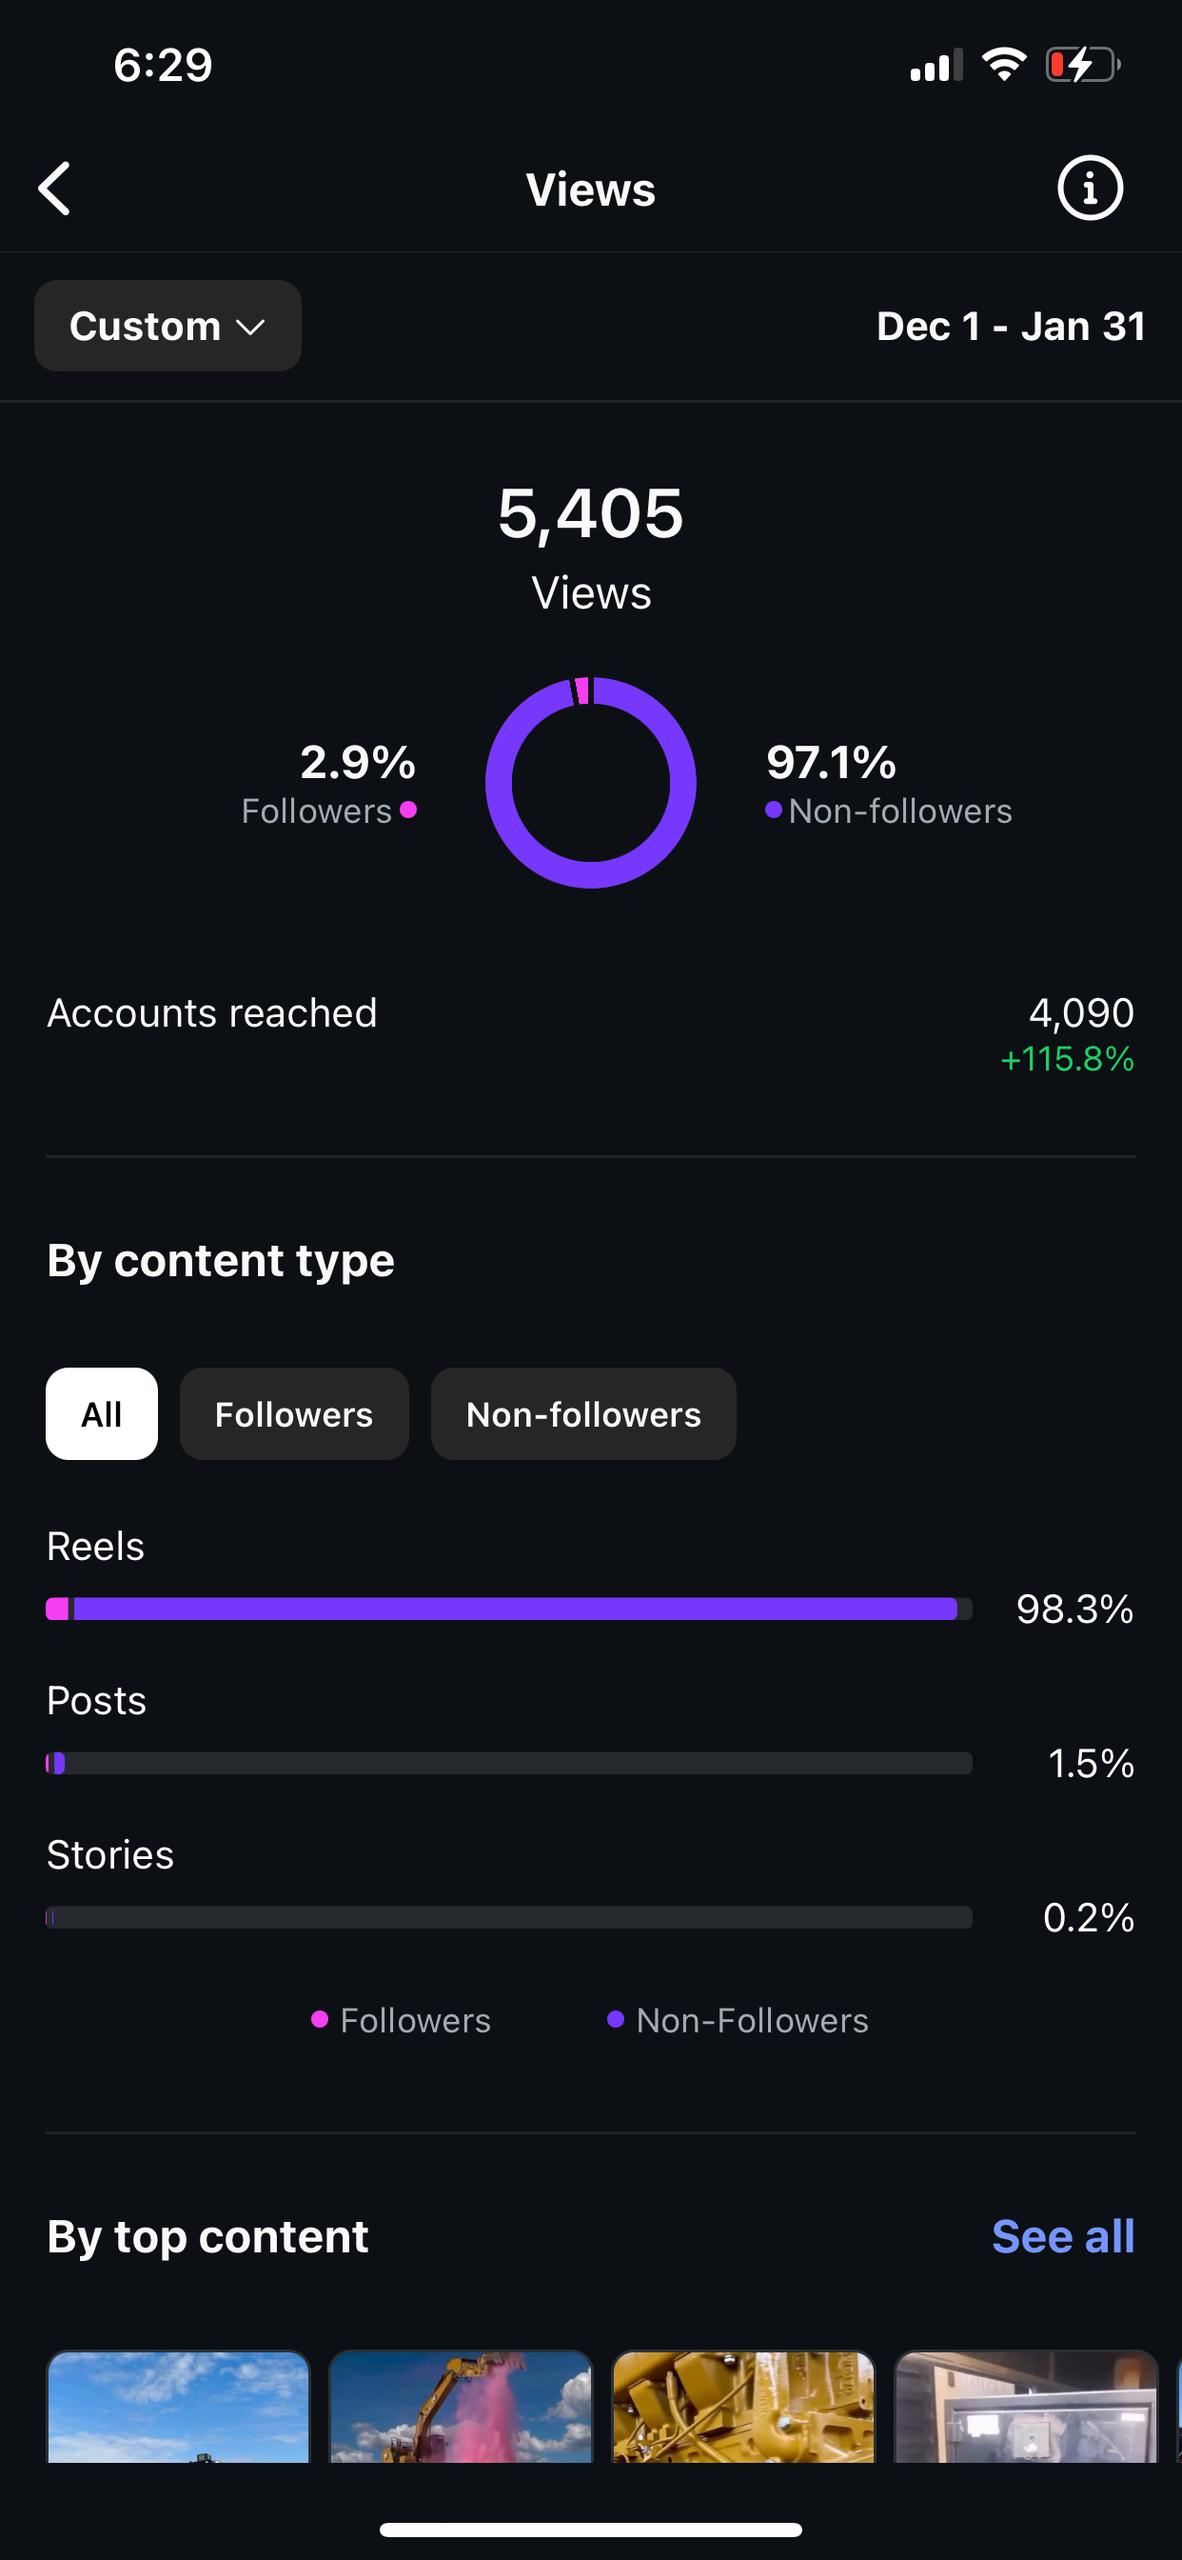 6:29
Views
Custom
Dec 1 - Jan 31
5,405
Views
2.9%
Followers
97.1%
Non-followers
Accounts reached
4,090
+115.8%
By content type
All
Followers
Non-followers
Reels
98.3%
Posts
1.5%
Stories
0.2%
Followers
Non-Followers
By top content
See all